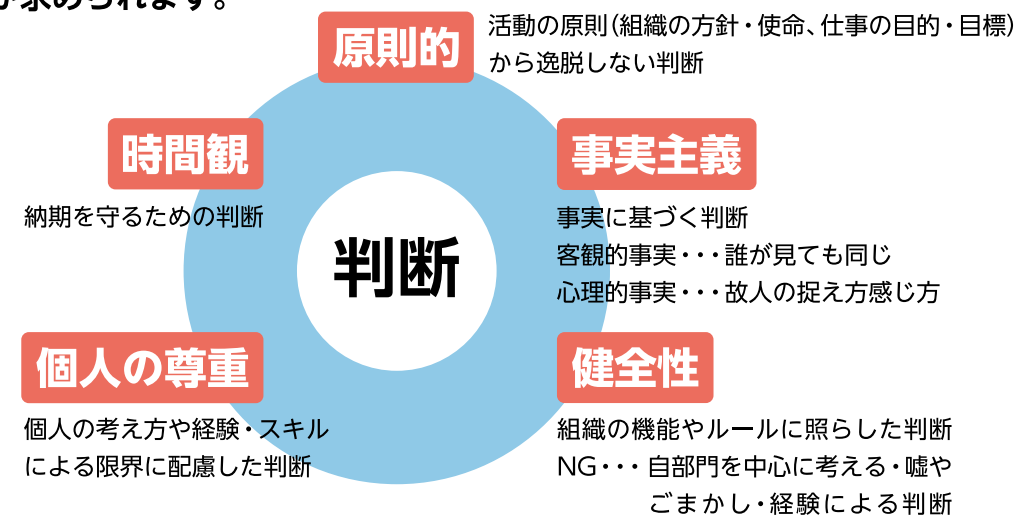 が求められます。
原則的
活動の原則(組織の方針・使命、仕事の目的・目標)
から逸脱しない判断
時間観
納期を守るための判断
事実主義
事実に基づく判断
客観的事実・・・誰が見ても同じ
心理的事実・・・故人の捉え方感じ方
判断
個人の尊重
個人の考え方や経験・スキル
による限界に配慮した判断
健全性
組織の機能やルールに照らした判断
NG・・・自部門を中心に考える・嘘や
ごまかし・経験による判断